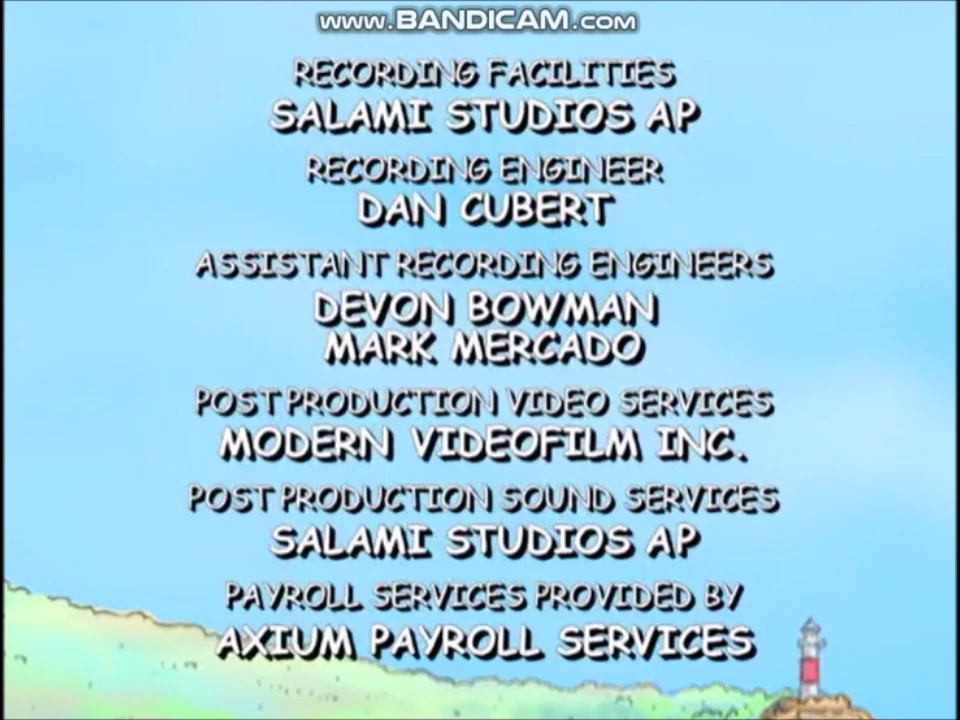 www.BANDICAM.com
RECORDING FACILITIES
SALAMI STUDIOS AP
RECORDING ENGINEER
DAN CUBERT
ASSISTANT RECORDING ENGINEERS
DEVON BOWMAN
MARK MERCADO
POST PRODUCTION VIDEO SERVICES
MODERN VIDEOFILM INC.
POST PRODUCTION SOUND SERVICES
SALAMI STUDIOS AP
PAYROLL SERVICES PROVIDED BY
AXIUM PAYROLL SERVICES